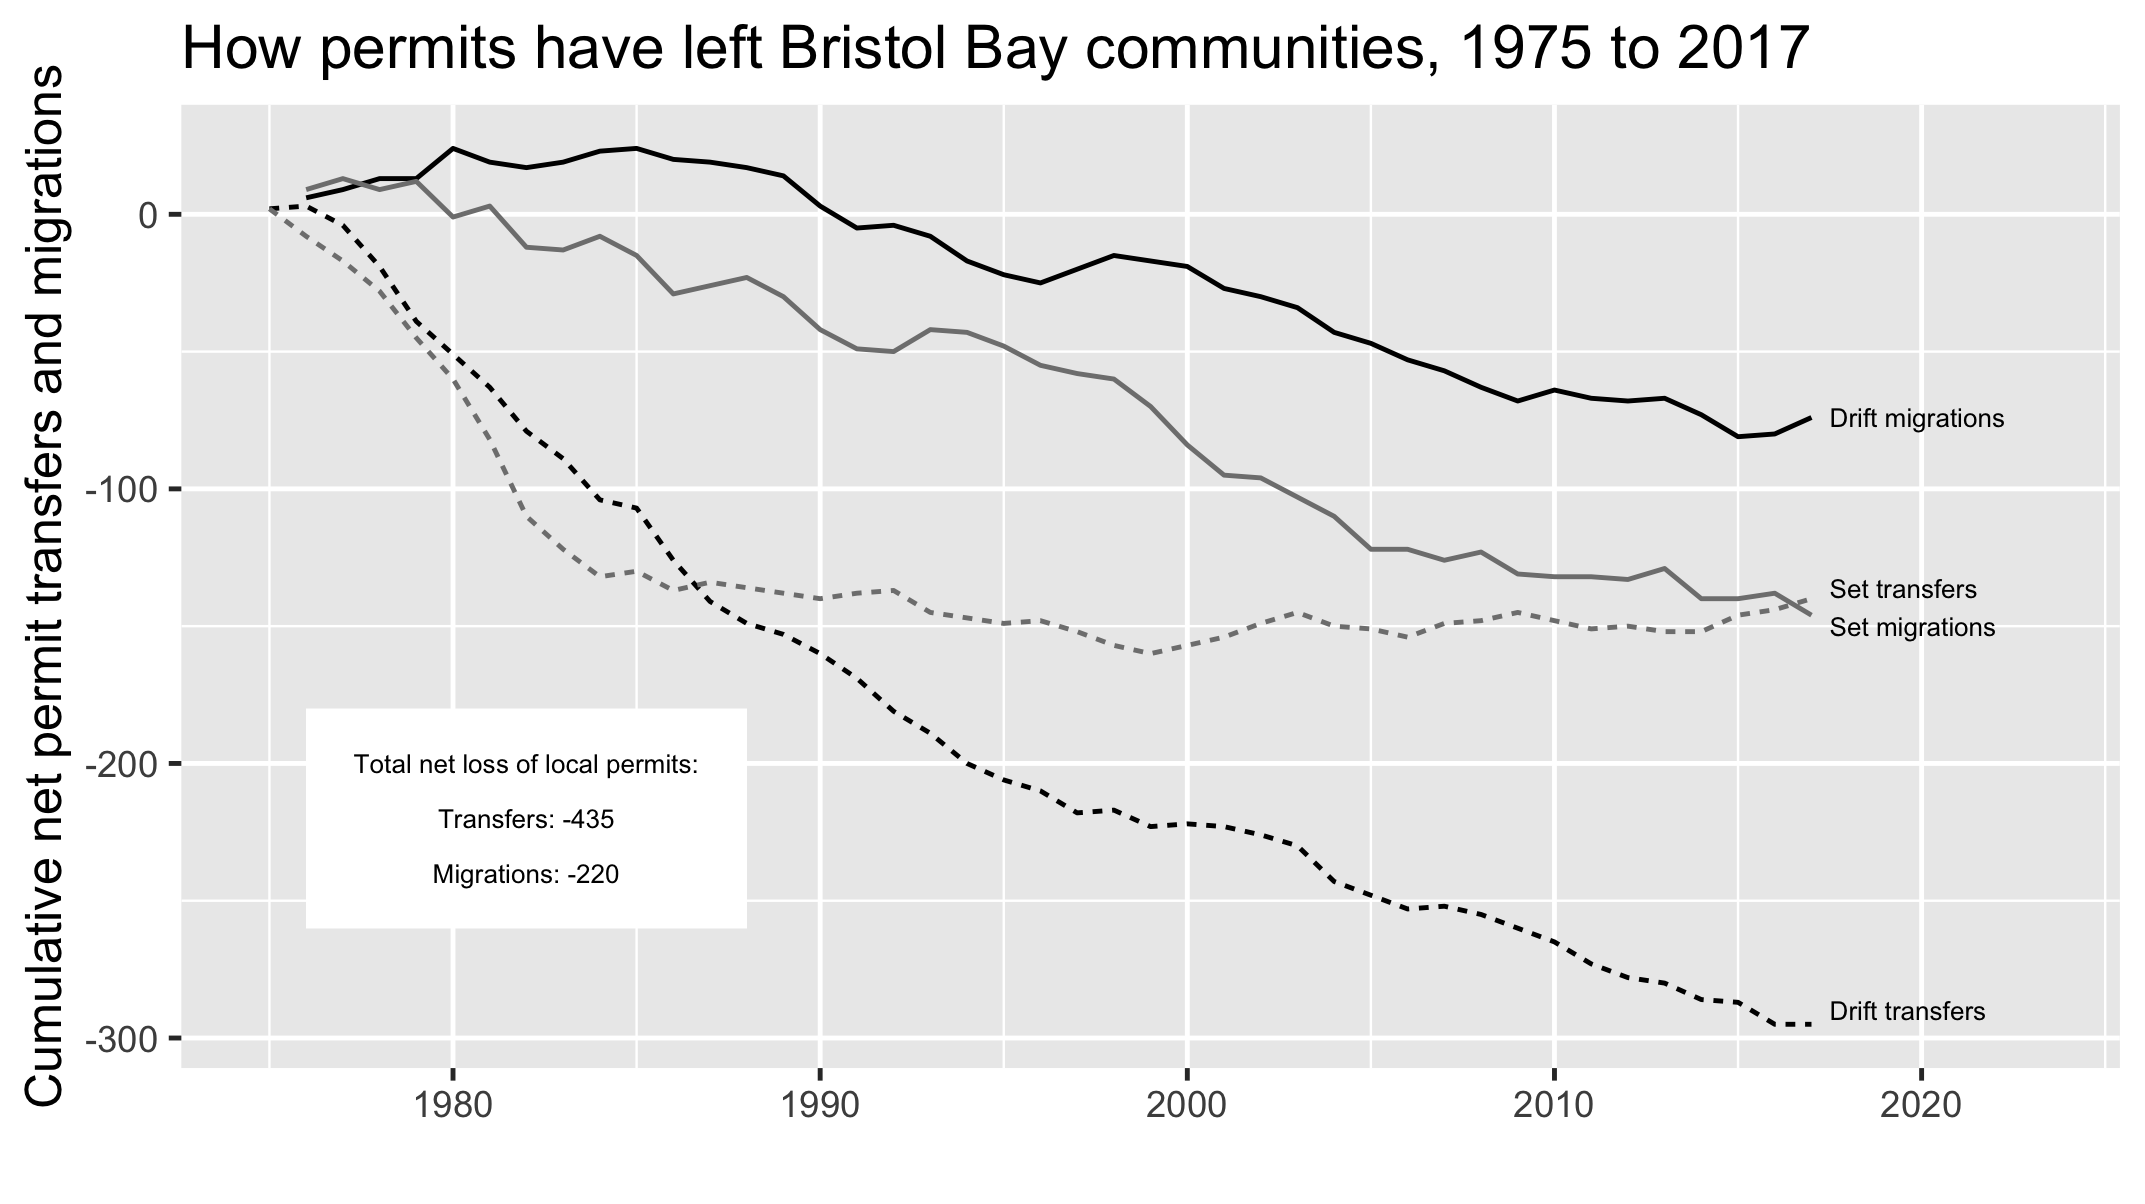 How permits have left Bristol Bay communities, 1975 to 2017
Cumulative net permit transfers and migrations
0
-100
-200
-300
Drift migrations
Set transfers
Set migrations
Drift transfers
Total net loss of local permits:
Transfers: -435
Migrations: -220
1980
1990
2000
2010
2020